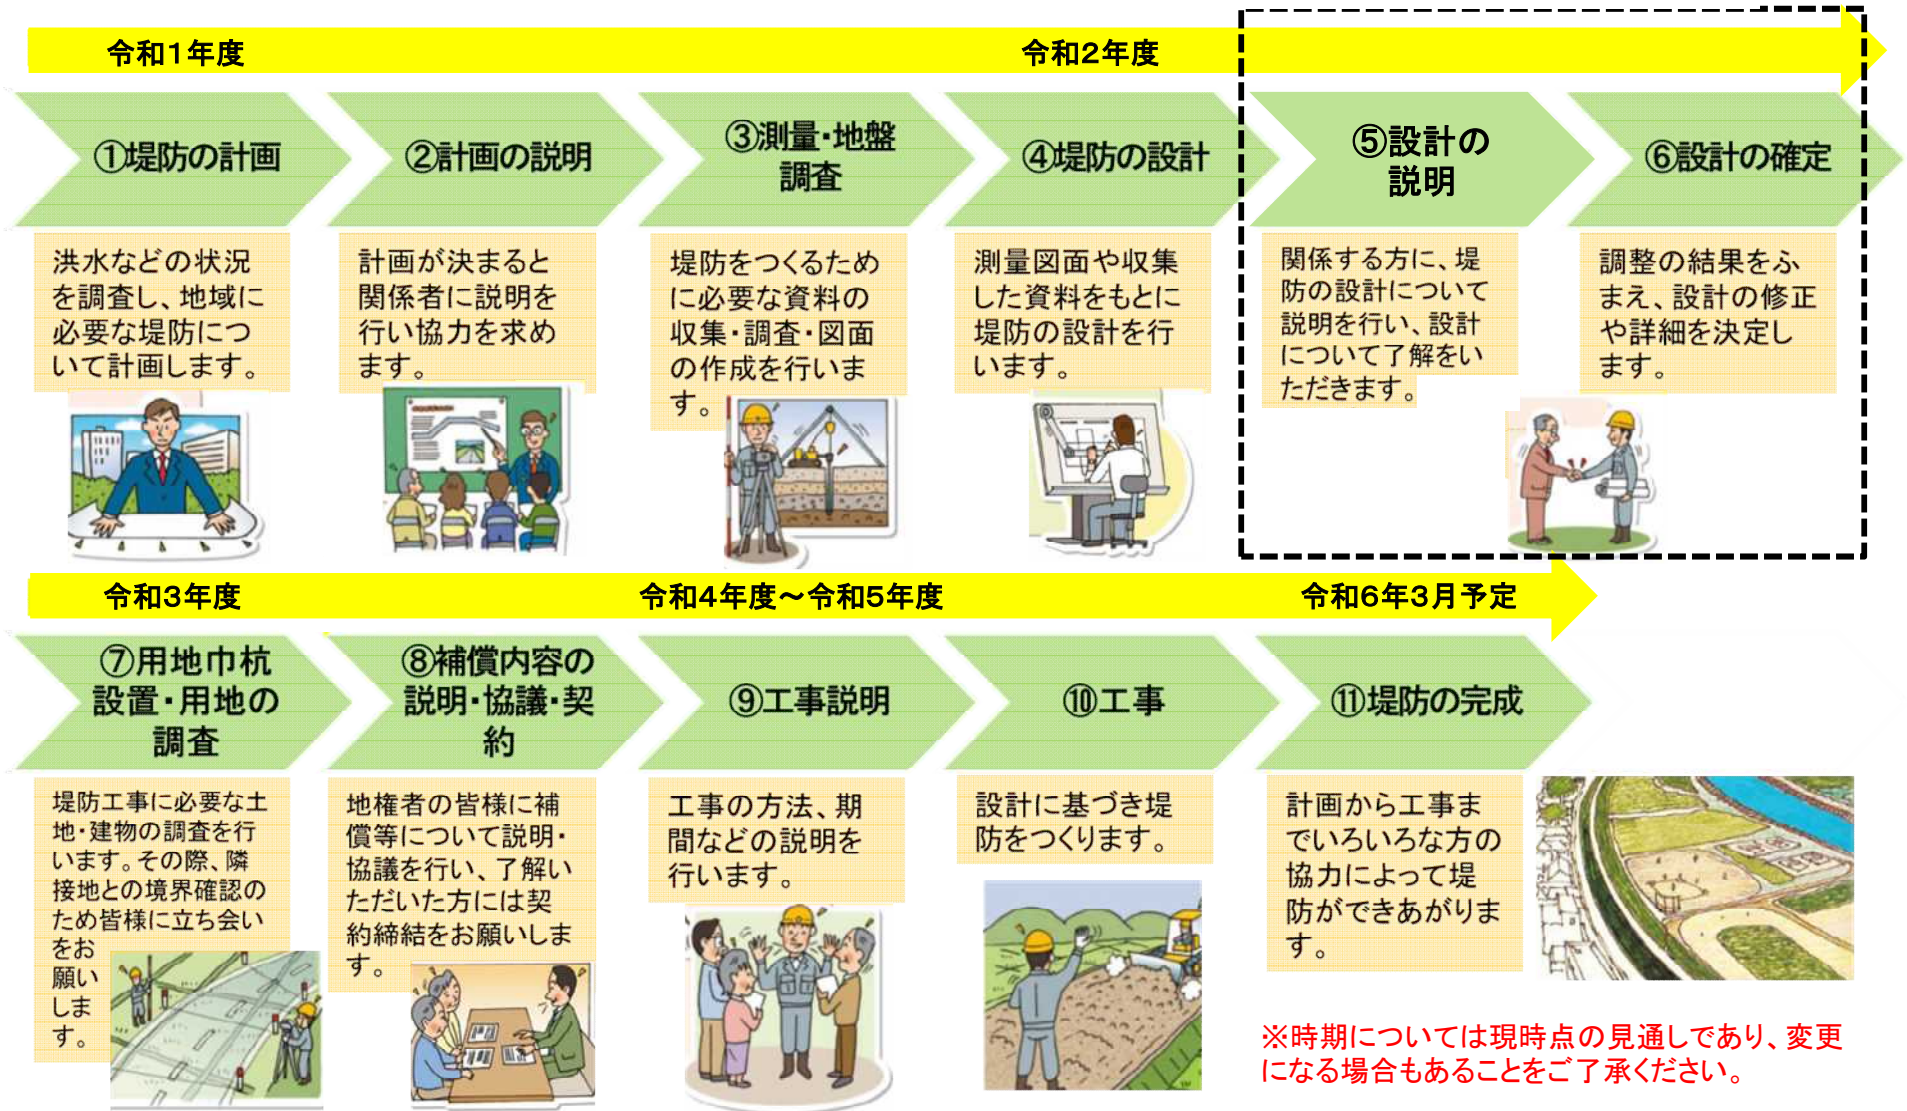 令和1年度
令和2年度
①堤防の計画
②計画の説明
③測量・地盤
調査
④堤防の設計
⑤設計の
説明
⑥設計の確定
洪水などの状況
を調査し、地域に
必要な堤防につ
いて計画します。
計画が決まると
関係者に説明を
行い協力を求め
ます。
堤防をつくるため
に必要な資料の
収集・調査・図面
の作成を行いま
す。
測量図面や収集
した資料をもとに
堤防の設計を行
います。
関係する方に、堤
防の設計について
説明を行い、設計
について了解をい
ただきます。
調整の結果をふ
まえ、設計の修正
や詳細を決定し
ます。
令和3年度
令和4年度～令和5年度
令和6年3月予定
⑦用地巾杭
設置・用地の
調査
⑧補償内容の
説明・協議・契
約
⑨工事説明
⑩工事
⑪堤防の完成
堤防工事に必要な土
地・建物の調査を行
います。その際、隣
接地との境界確認の
ため皆様に立ち会い
をお
願い
しま
す。
地権者の皆様に補
償等について説明・
協議を行い、了解い
ただいた方には契
約締結をお願いしま
す。
工事の方法、期
間などの説明を
行います。
設計に基づき堤
防をつくります。
計画から工事ま
でいろいろな方の
協力によって堤
防ができあがりま
す。
※時期については現時点の見通しであり、変更
になる場合もあることをご了承ください。